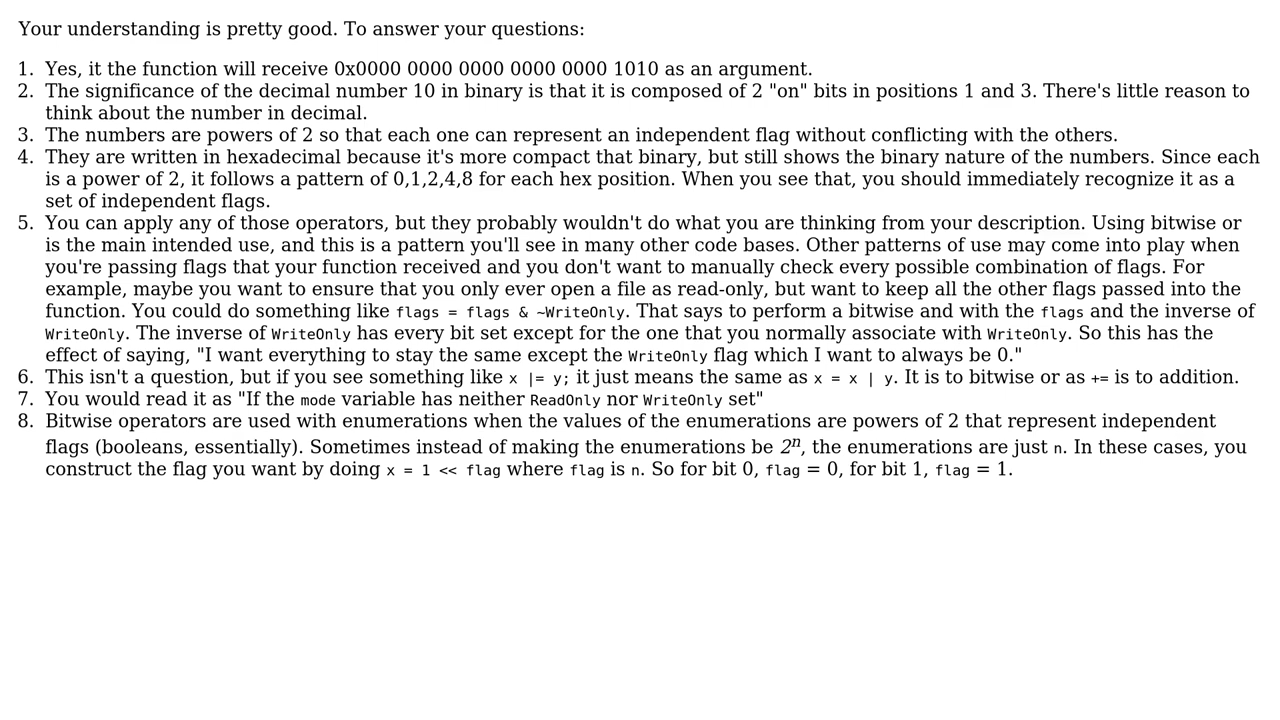 Your understanding is pretty good. To answer your questions:
1. Yes, it the function will receive 0x0000 0000 0000 0000 0000 1010 as an argument.
2. The significance of the decimal number 10 in binary is that it is composed of 2 "on" bits in positions 1 and 3. There's little reason to
think about the number in decimal.
3. The numbers are powers of 2 so that each one can represent an independent flag without conflicting with the others.
4. They are written in hexadecimal because it's more compact that binary, but still shows the binary nature of the numbers. Since each
is a power of 2, it follows a pattern of 0,1,2,4,8 for each hex position. When you see that, you should immediately recognize it as a
set of independent flags.
5. You can apply any of those operators, but they probably wouldn't do what you are thinking from your description. Using bitwise or
is the main intended use, and this is a pattern you'll see in many other code bases. Other patterns of use may come into play when
you're passing flags that your function received and you don't want to manually check every possible combination of flags. For
example, maybe you want to ensure that you only ever open a file as read-only, but want to keep all the other flags passed into the
function. You could do something like flags = flags & ~WriteOnly. That says to perform a bitwise and with the flags and the inverse of
WriteOnly. The inverse of WriteOnly has every bit set except for the one that you normally associate with WriteOnly. So this has the
effect of saying, "I want everything to stay the same except the WriteOnly flag which I want to always be 0."
6. This isn't a question, but if you see something like x |= y; it just means the same as x = x | y. It is to bitwise or as += is to addition.
7. You would read it as "If the mode variable has neither ReadOnly nor WriteOnly set"
8. Bitwise operators are used with enumerations when the values of the enumerations are powers of 2 that represent independent
flags (booleans, essentially). Sometimes instead of making the enumerations be 2ⁿ, the enumerations are just n. In these cases, you
construct the flag you want by doing x = 1 << flag where flag is n. So for bit 0, flag = 0, for bit 1, flag = 1.